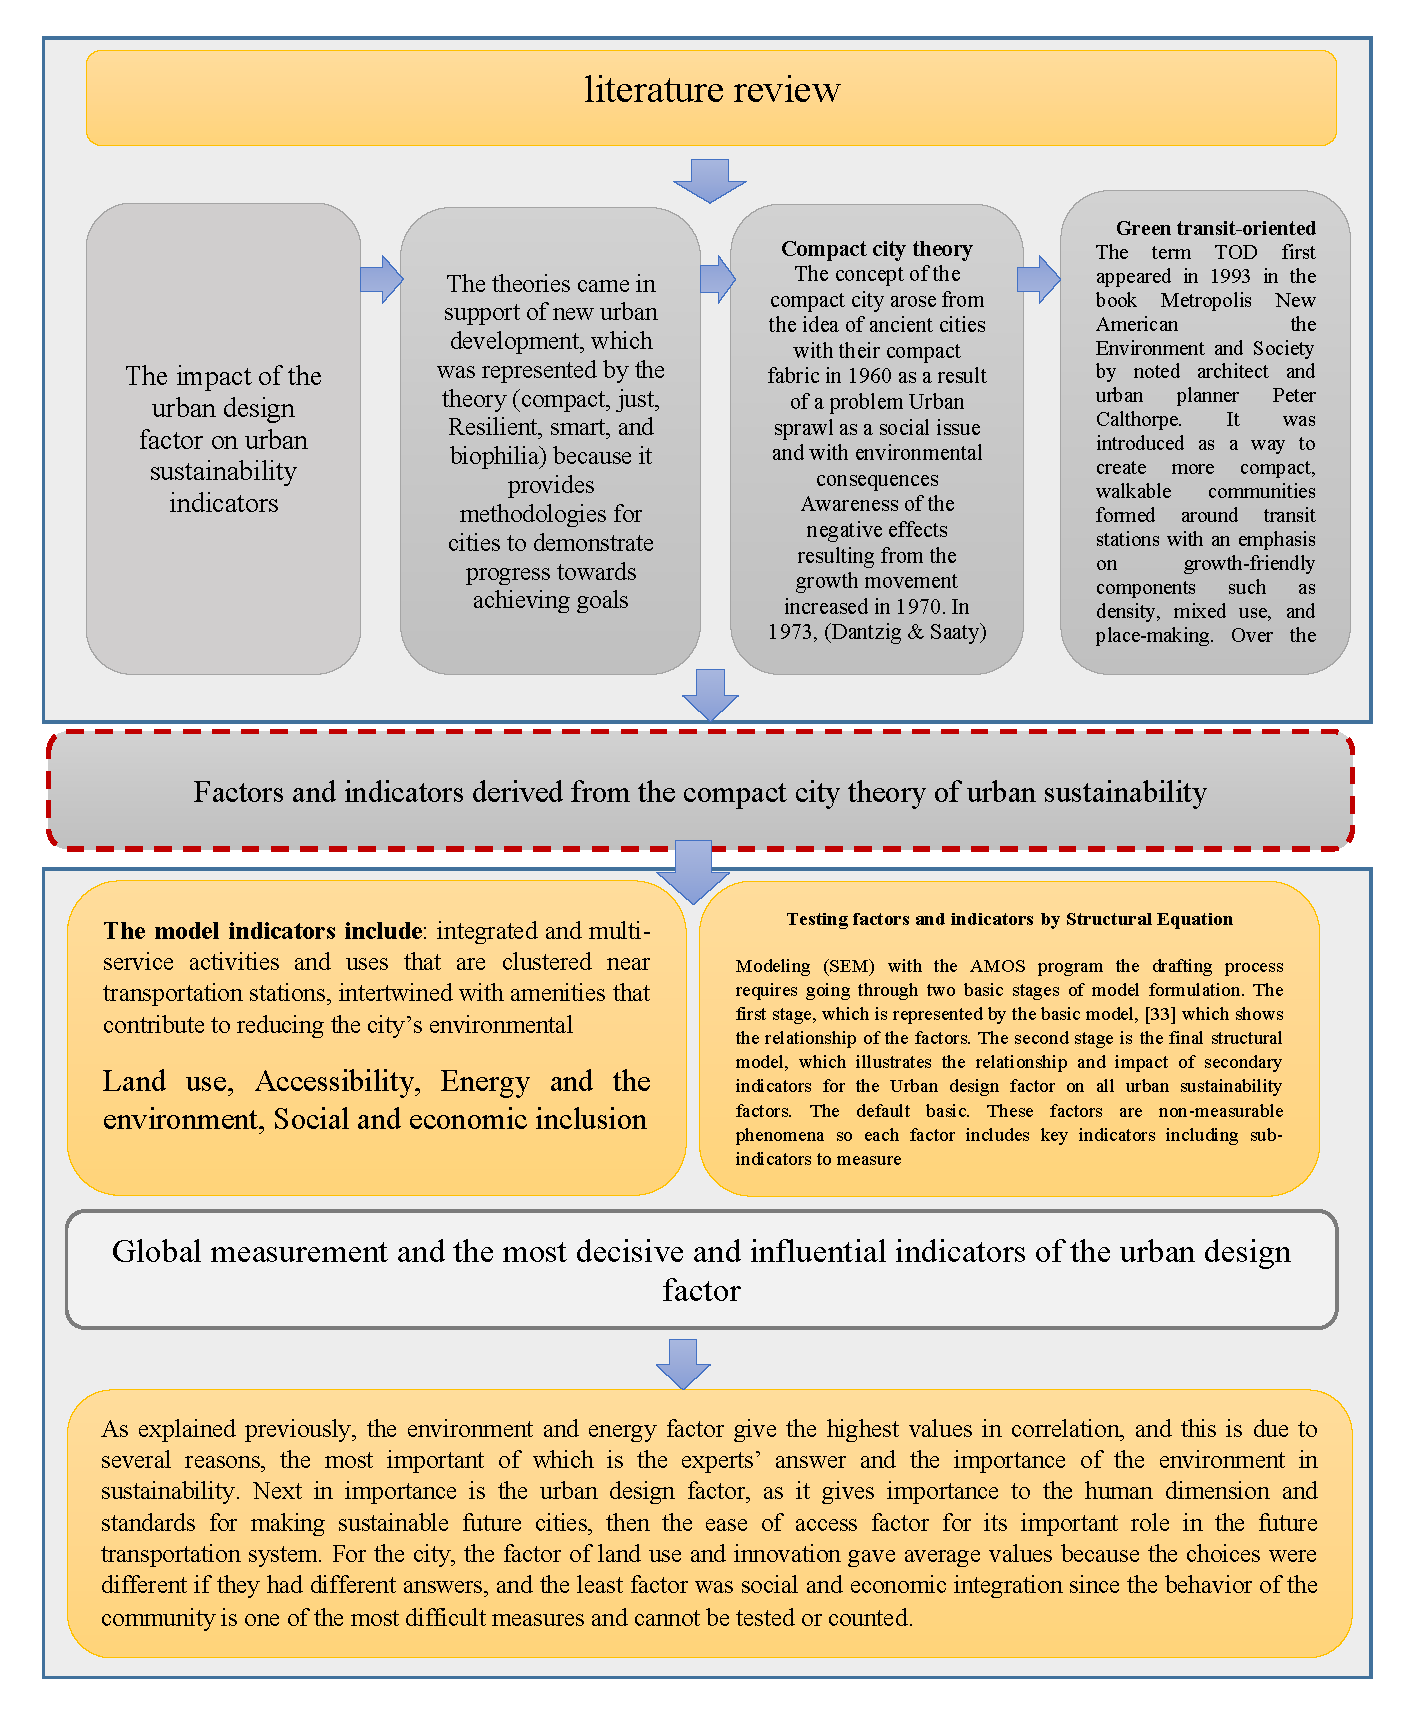 literature review
The impact of the
urban design
factor on urban
sustainability
indicators
The theories came in
support of new urban
development, which
was represented by the
theory (compact, just,
Resilient, smart, and
biophilia) because it
provides
methodologies for
cities to demonstrate
progress towards
achieving goals
Compact city theory
The concept of the
compact city arose from
the idea of ancient cities
with their compact
fabric in 1960 as a result
of a problem Urban
sprawl as a social issue
and with environmental
consequences
Awareness of the
negative effects
resulting from the
growth movement
increased in 1970. In
1973, (Dantzig & Saaty)
Green transit-oriented
The term TOD first
appeared in 1993 in the
book Metropolis New
American the
Environment and Society
by noted architect and
urban planner Peter
Calthorpe. It was
introduced as a way to
create more compact,
walkable communities
formed around transit
stations with an emphasis
on growth-friendly
components such as
density, mixed use, and
place-making. Over the
Factors and indicators derived from the compact city theory of urban sustainability
The model indicators include: integrated and multi-
service activities and uses that are clustered near
transportation stations, intertwined with amenities that
contribute to reducing the city’s environmental
Land use, Accessibility, Energy and the
environment, Social and economic inclusion
Testing factors and indicators by Structural Equation
Modeling (SEM) with the AMOS program the drafting process
requires going through two basic stages of model formulation. The
first stage, which is represented by the basic model, [33] which shows
the relationship of the factors. The second stage is the final structural
model, which illustrates the relationship and impact of secondary
indicators for the Urban design factor on all urban sustainability
factors. The default basic. These factors are non-measurable
phenomena so each factor includes key indicators including sub-
indicators to measure
Global measurement and the most decisive and influential indicators of the urban design
factor
As explained previously, the environment and energy factor give the highest values in correlation, and this is due to
several reasons, the most important of which is the experts’ answer and the importance of the environment in
sustainability. Next in importance is the urban design factor, as it gives importance to the human dimension and
standards for making sustainable future cities, then the ease of access factor for its important role in the future
transportation system. For the city, the factor of land use and innovation gave average values because the choices were
different if they had different answers, and the least factor was social and economic integration since the behavior of the
community is one of the most difficult measures and cannot be tested or counted.